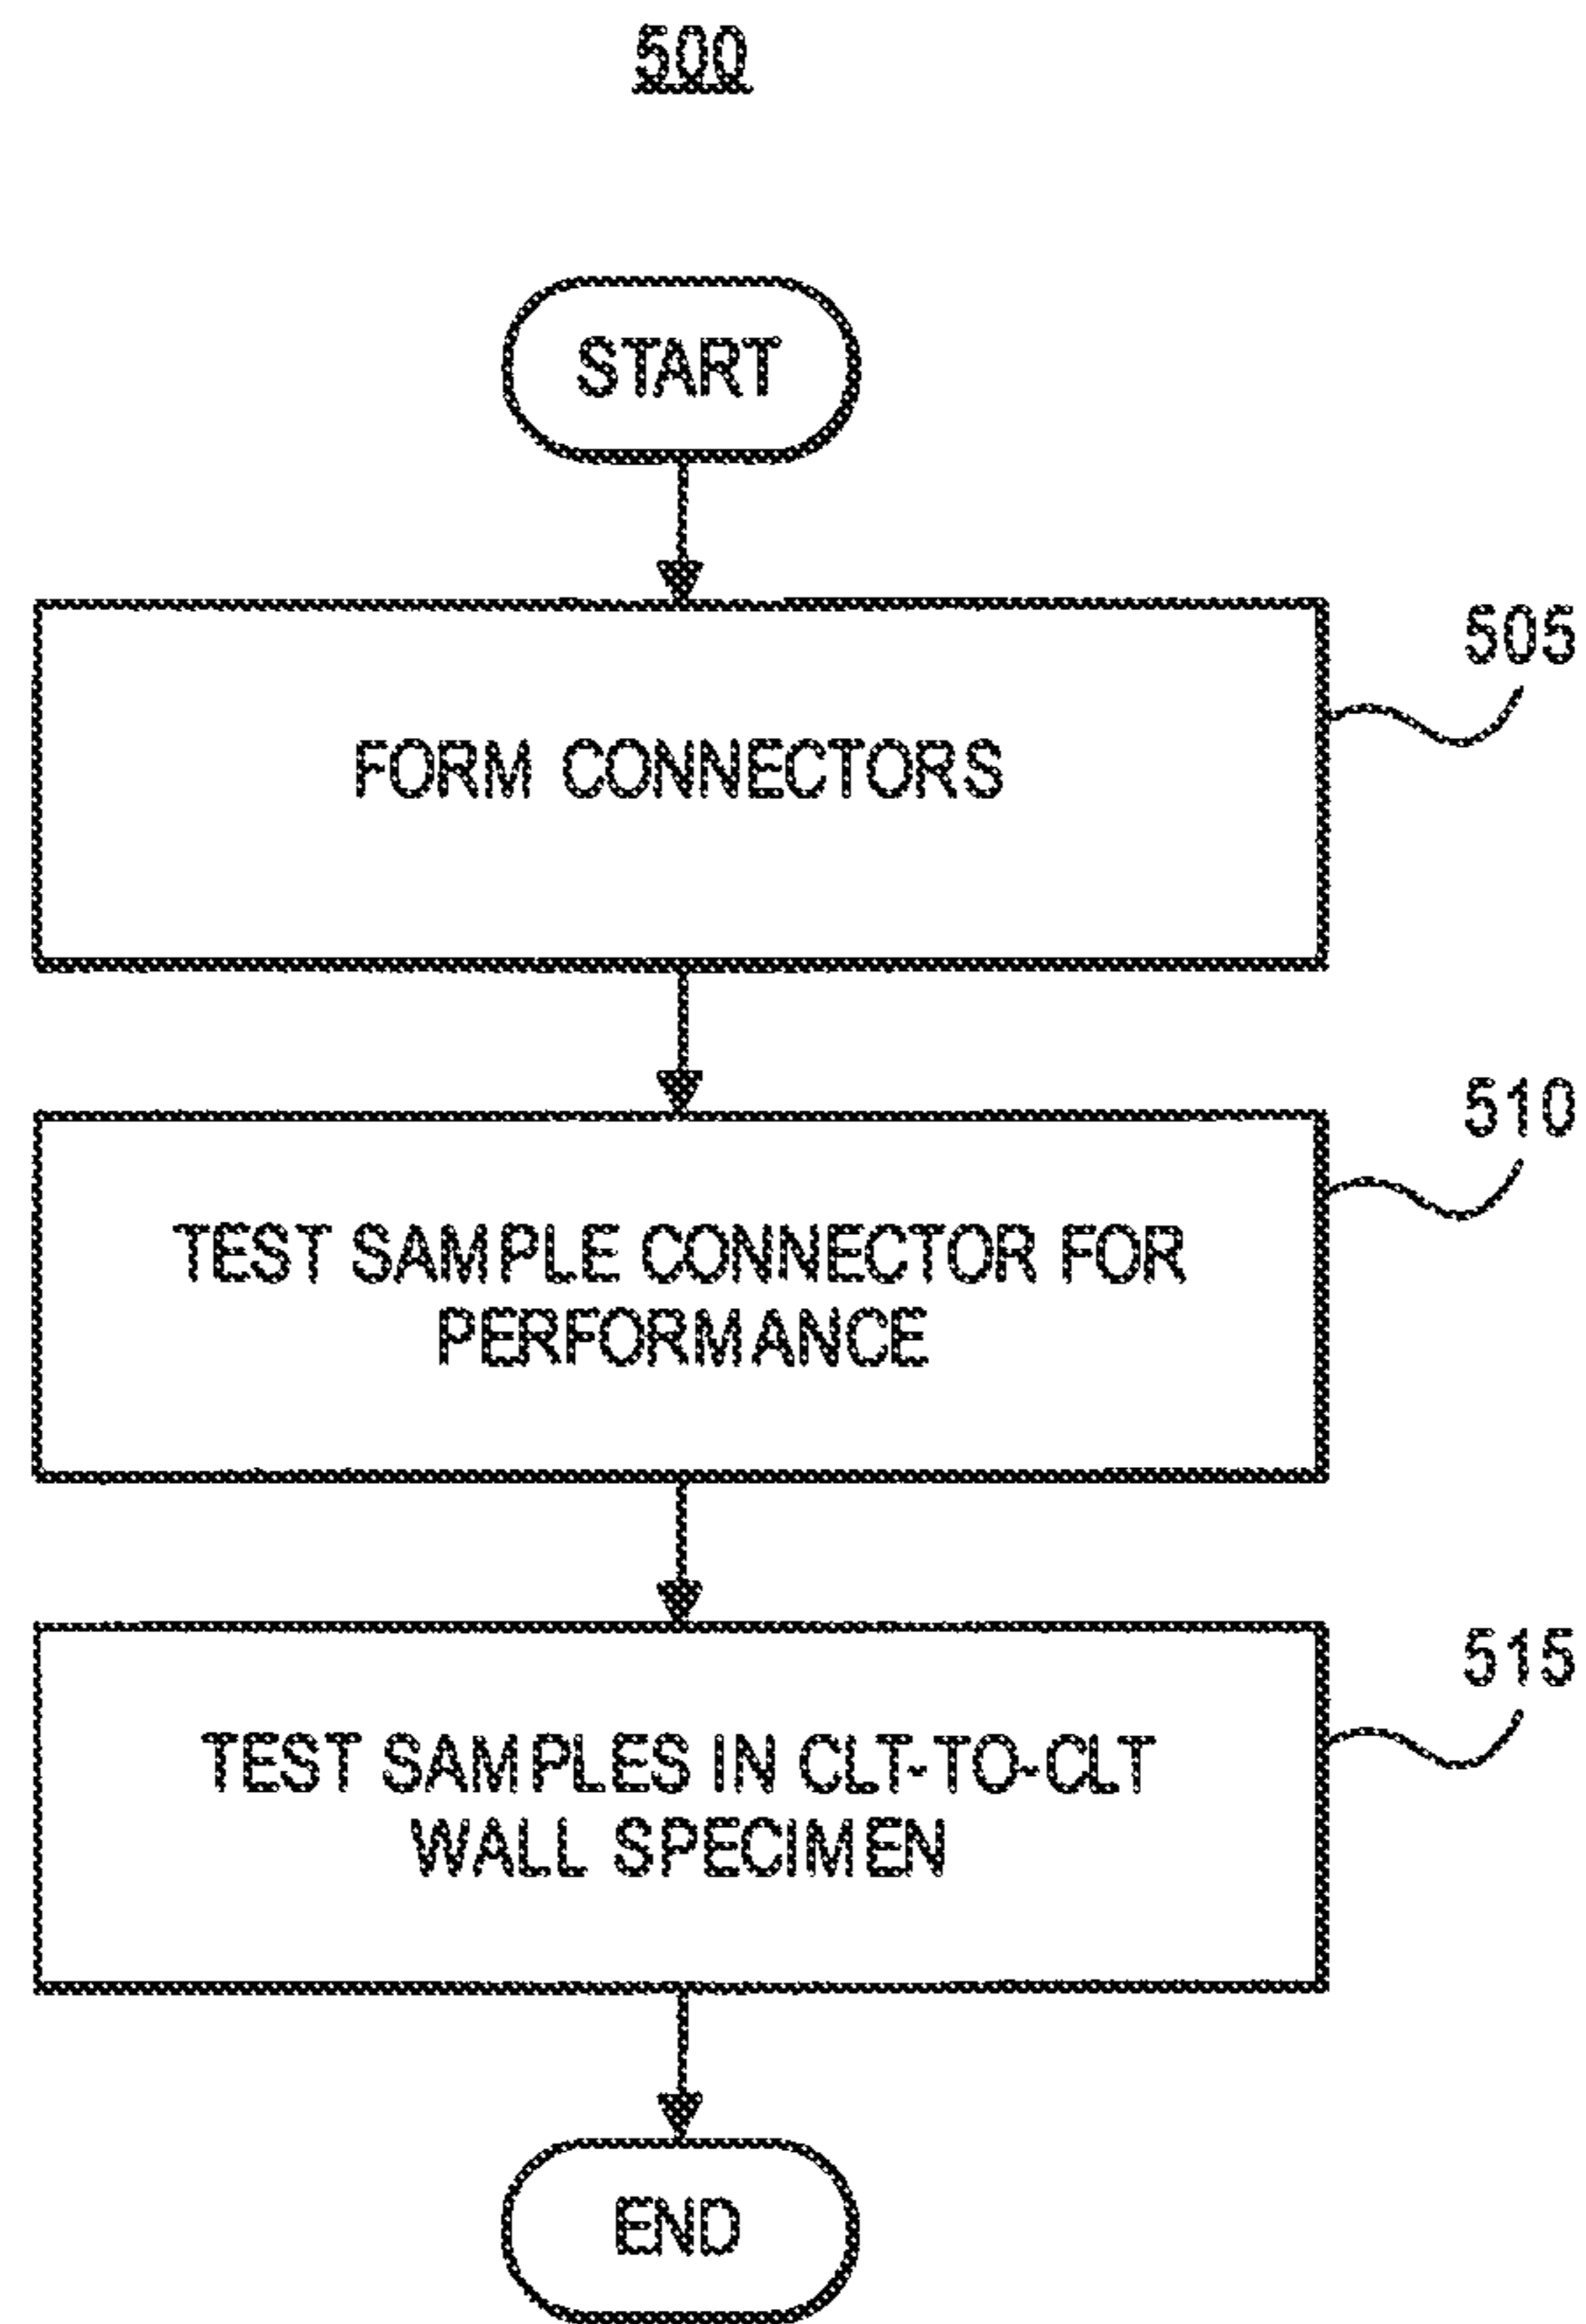 500
START
FORM CONNECTORS
505
TEST SAMPLE CONNECTOR FOR
PERFORMANCE
510
TEST SAMPLES IN CLT-TO-CLT
WALL SPECIMEN
515
END